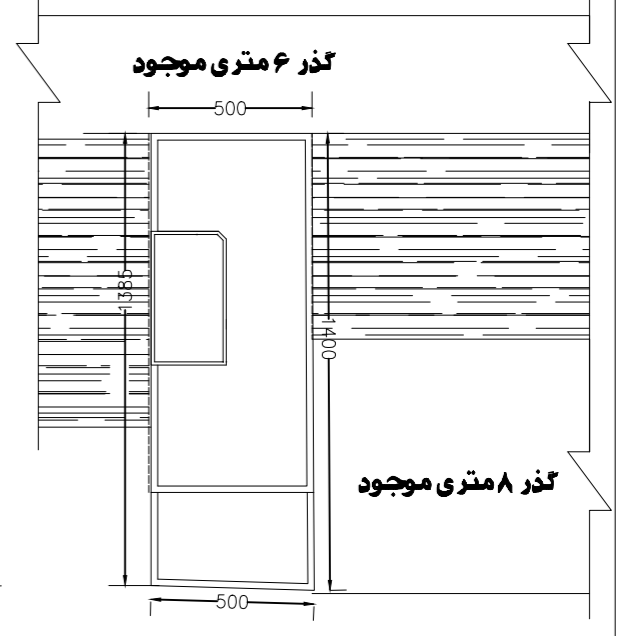 گذر ۶ متری موجود
500
1385
1400
گذر ۸ متری موجود
500